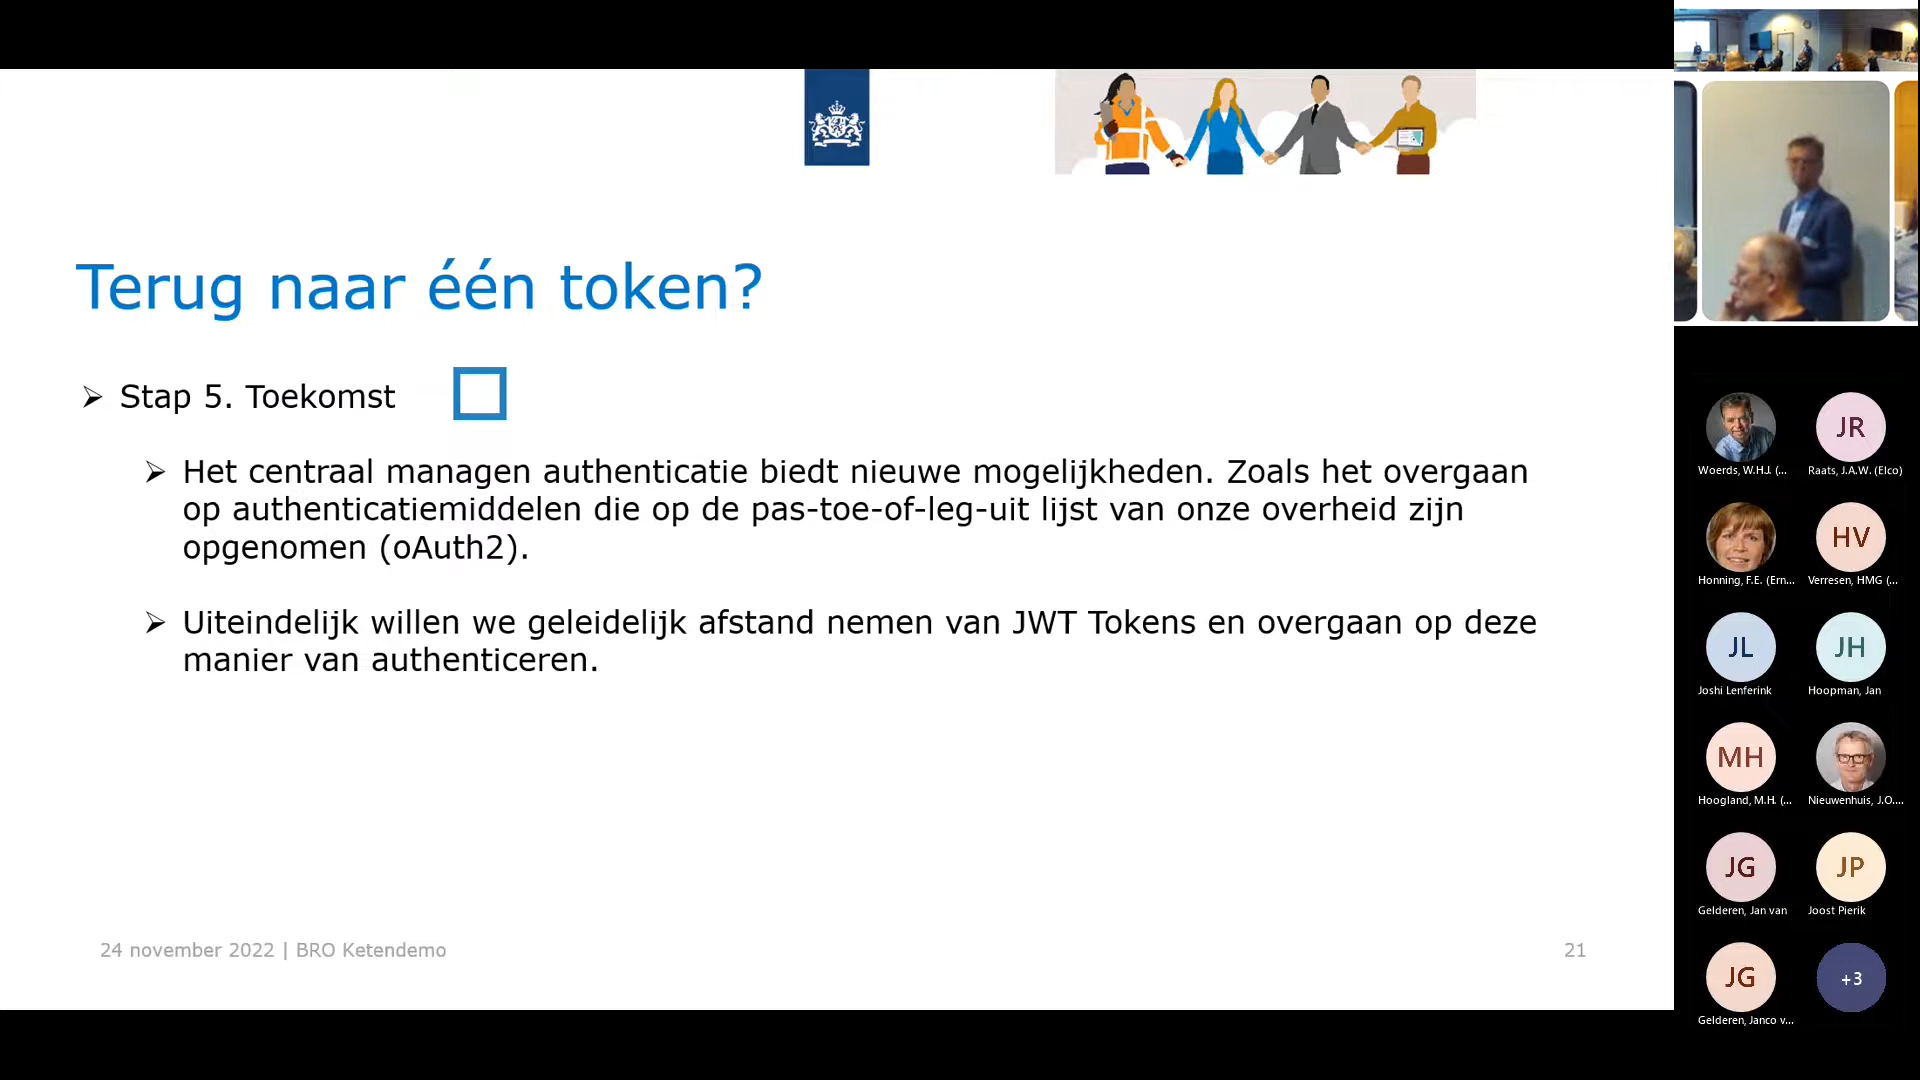 Terug naar één token?
Stap 5. Toekomst
Het centraal managen authenticatie biedt nieuwe mogelijkheden. Zoals het overgaan
op authenticatiemiddelen die op de pas-toe-of-leg-uit lijst van onze overheid zijn
opgenomen (oAuth2).
Uiteindelijk willen we geleidelijk afstand nemen van JWT Tokens en overgaan op deze
manier van authenticeren.
24 november 2022 | BRO Ketendemo
21
JR
Woerds, W.H.J. (...
Raats, J.A.W. (Elco)
HV
Honning, F.E. (Ern...
Verresen, HMG (...
JL
JH
Joshi Lenferink
Hoopman, Jan
MH
Hoogland, M.H. (...
Nieuwenhuis, J.O....
JG
JP
Gelderen, Jan van
Joost Pierik
JG
+3
Gelderen, Janco v...